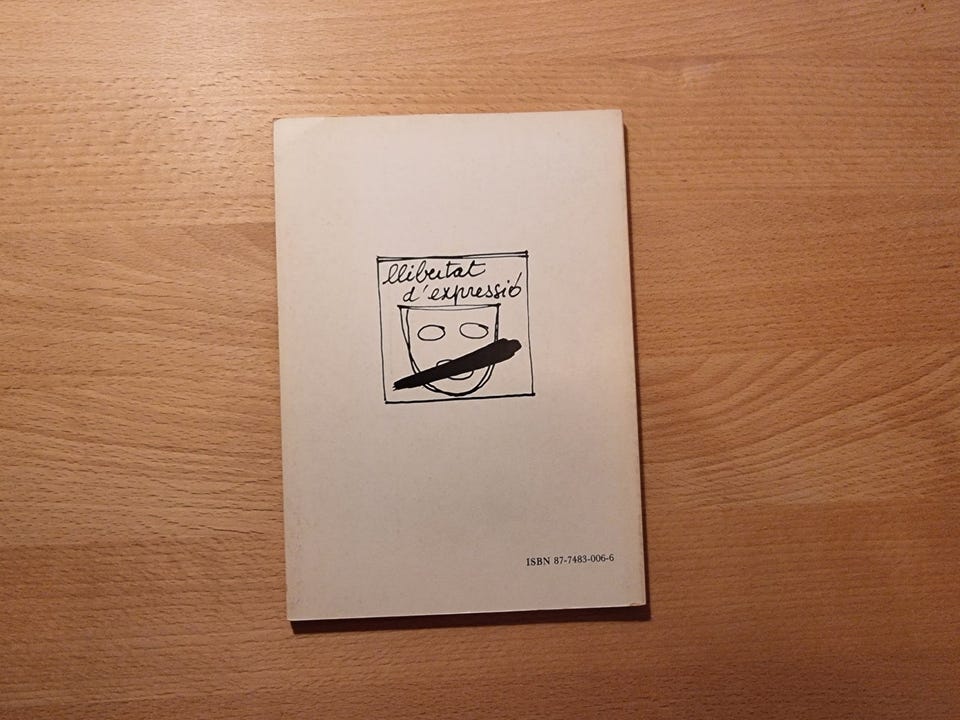 llibertat
d'expressió
ISBN 87-7483-006-6